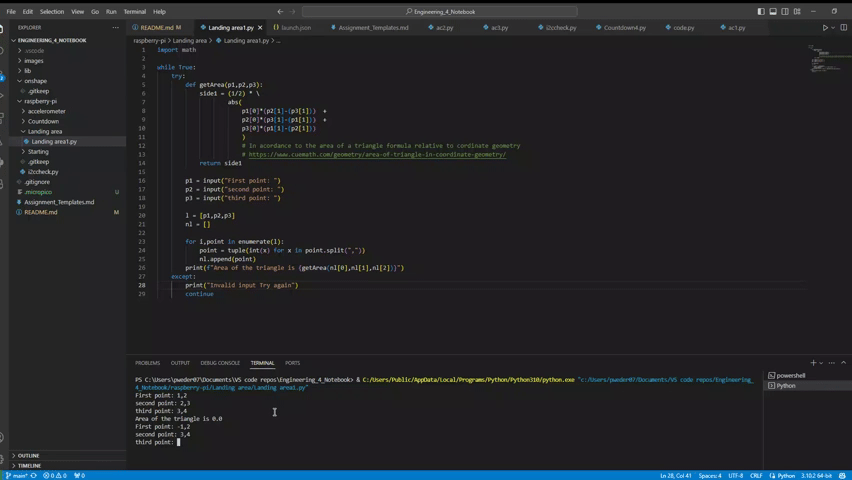 File Edit Selection View Go Run Terminal Help
Engineering_4_Notebook
EXPLORER
README.md M
Landing area1.py
launch.json
Assignment_Templates.md
ac2.py
ac3.py
i2ccheck.py
Countdown4.py
code.py
ac1.py
ENGINEERING_4_NOTEBOOK
.vscode
images
lib
onshape
.gitkeep
raspberry-pi
accelerometer
Countdown
Landing area
Landing area1.py
Starting
.gitkeep
i2ccheck.py
.gitignore
.micropico U
Assignment_Templates.md
README.md M
OUTLINE
TIMELINE
raspberry-pi > Landing area > Landing area1.py > ...
1 import math
2
3 while True:
4 try:
5 def getArea(p1,p2,p3):
6 side1 = (1/2) * \
7 abs(
8 p1[0]*(p2[1]-(p3[1])) +
9 p2[0]*(p3[1]-(p1[1])) +
10 p3[0]*(p1[1]-(p2[1]))
11 )
12 # In acordance to the area of a triangle formula relative to cordinate geometry
13 # https://www.cuemath.com/geometry/area-of-triangle-in-coordinate-geometry/
14 return side1
15
16 p1 = input("First point: ")
17 p2 = input("second point: ")
18 p3 = input("third point: ")
19
20 l = [p1,p2,p3]
21 nl = []
22
23 for i,point in enumerate(l):
24 point = tuple(int(x) for x in point.split(","))
25 nl.append(point)
26 print(f"Area of the triangle is {getArea(nl[0],nl[1],nl[2])}")
27 except:
28 print("Invalid input Try again")
29 continue
PROBLEMS OUTPUT DEBUG CONSOLE TERMINAL PORTS
PS C:\Users\pweder07\Documents\VS code repos\Engineering_4_Notebook> & C:/Users/Public/AppData/Local/Programs/Python/Python310/python.exe "c:/Users/pweder07/Documents/VS code repos/Engineering_
4_Notebook/raspberry-pi/Landing area/Landing area1.py"
First point: 1,2
second point: 2,3
third point: 3,4
Area of the triangle is 0.0
First point: -1,2
second point: 3,4
third point:
powershell
Python
main* 0 0 0
Ln 28, Col 41 Spaces: 4 UTF-8 CRLF Python 3.10.2 64-bit